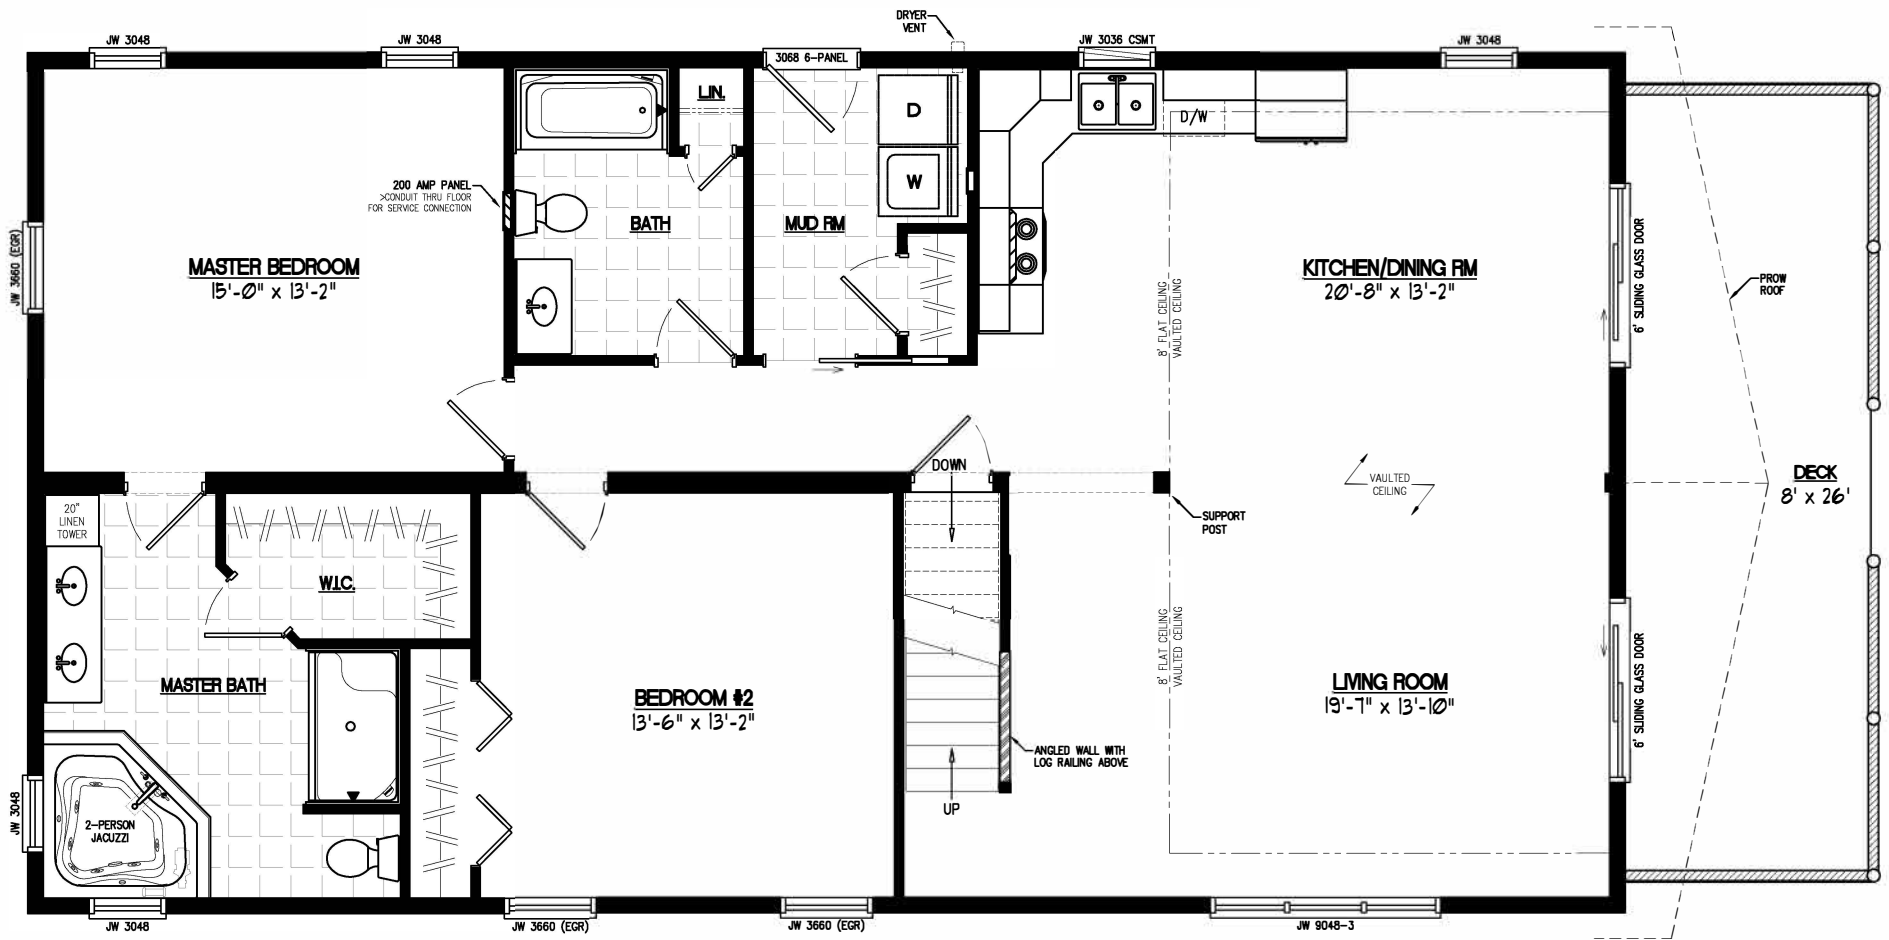 DRYER
VENT
JW 3048
JW 3048
3068 6-PANEL
JW 3036 CSMT
JW 3048
LIN.
D
W
D/W
200 AMP PANEL
>CONDUIT THRU FLOOR
FOR SERVICE CONNECTION
BATH
MUD RM
JW 3660 (EGR)
MASTER BEDROOM
15'-0" x 13'-2"
KITCHEN/DINING RM
20'-8" x 13'-2"
8' FLAT CEILING
VAULTED CEILING
6' SLIDING GLASS DOOR
PROW
ROOF
DOWN
VAULTED
CEILING
DECK
8' x 26'
20"
LINEN
TOWER
SUPPORT
POST
W.I.C.
8' FLAT CEILING
VAULTED CEILING
MASTER BATH
BEDROOM #2
13'-6" x 13'-2"
LIVING ROOM
19'-7" x 13'-10"
6' SLIDING GLASS DOOR
ANGLED WALL WITH
LOG RAILING ABOVE
UP
JW 3048
2-PERSON
JACUZZI
JW 3048
JW 3660 (EGR)
JW 3660 (EGR)
JW 9048-3